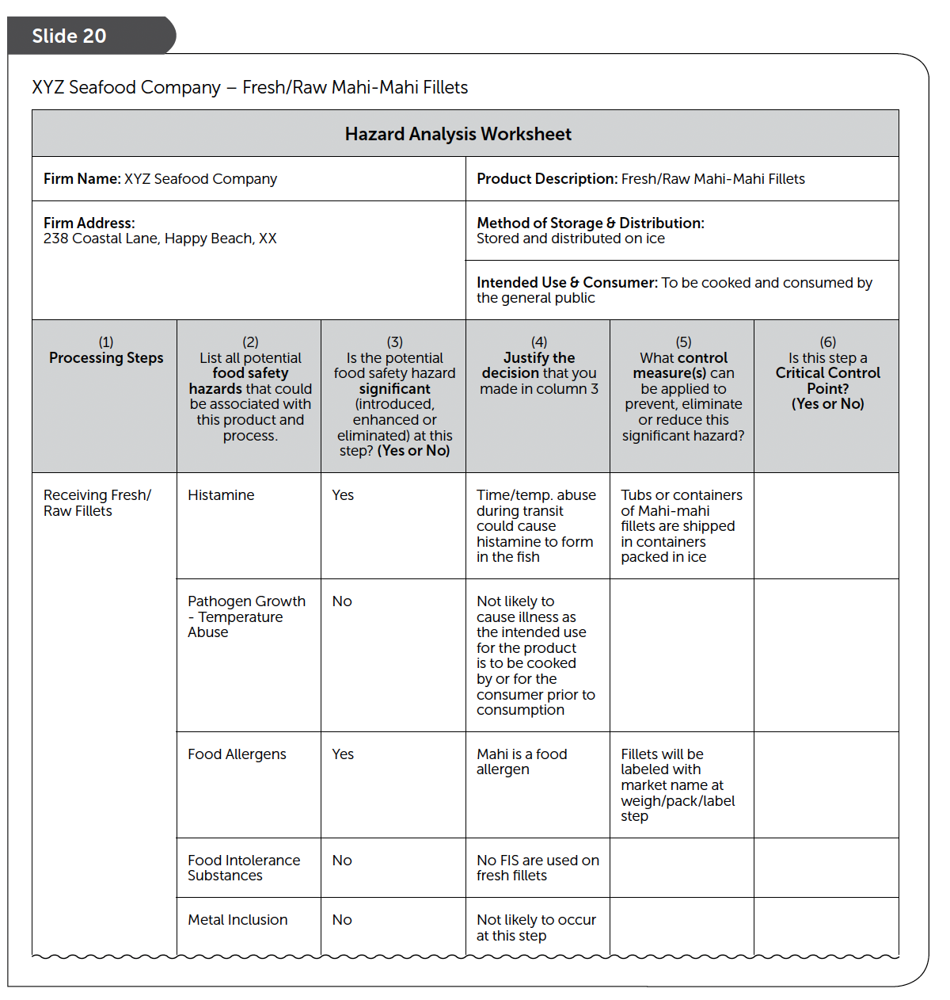 Slide 20
XYZ Seafood Company – Fresh/Raw Mahi-Mahi Fillets
Hazard Analysis Worksheet
Firm Name: XYZ Seafood Company
Product Description: Fresh/Raw Mahi-Mahi Fillets
Firm Address:
238 Coastal Lane, Happy Beach, XX
Method of Storage & Distribution:
Stored and distributed on ice
Intended Use & Consumer: To be cooked and consumed by
the general public
(1)
Processing Steps
(2)
List all potential
food safety
hazards that could
be associated with
this product and
process.
(3)
Is the potential
food safety hazard
significant
(introduced,
enhanced or
eliminated) at this
step? (Yes or No)
(4)
Justify the
decision that you
made in column 3
(5)
What control
measure(s) can
be applied to
prevent, eliminate
or reduce this
significant hazard?
(6)
Is this step a
Critical Control
Point?
(Yes or No)
Receiving Fresh/
Raw Fillets
Histamine
Yes
Time/temp. abuse
during transit
could cause
histamine to form
in the fish
Tubs or containers
of Mahi-mahi
fillets are shipped
in containers
packed in ice
Pathogen Growth
- Temperature
Abuse
No
Not likely to
cause illness as
the intended use
for the product
is to be cooked
by or for the
consumer prior to
consumption
Food Allergens
Yes
Mahi is a food
allergen
Fillets will be
labeled with
market name at
weigh/pack/label
step
Food Intolerance
Substances
No
No FIS are used on
fresh fillets
Metal Inclusion
No
Not likely to occur
at this step